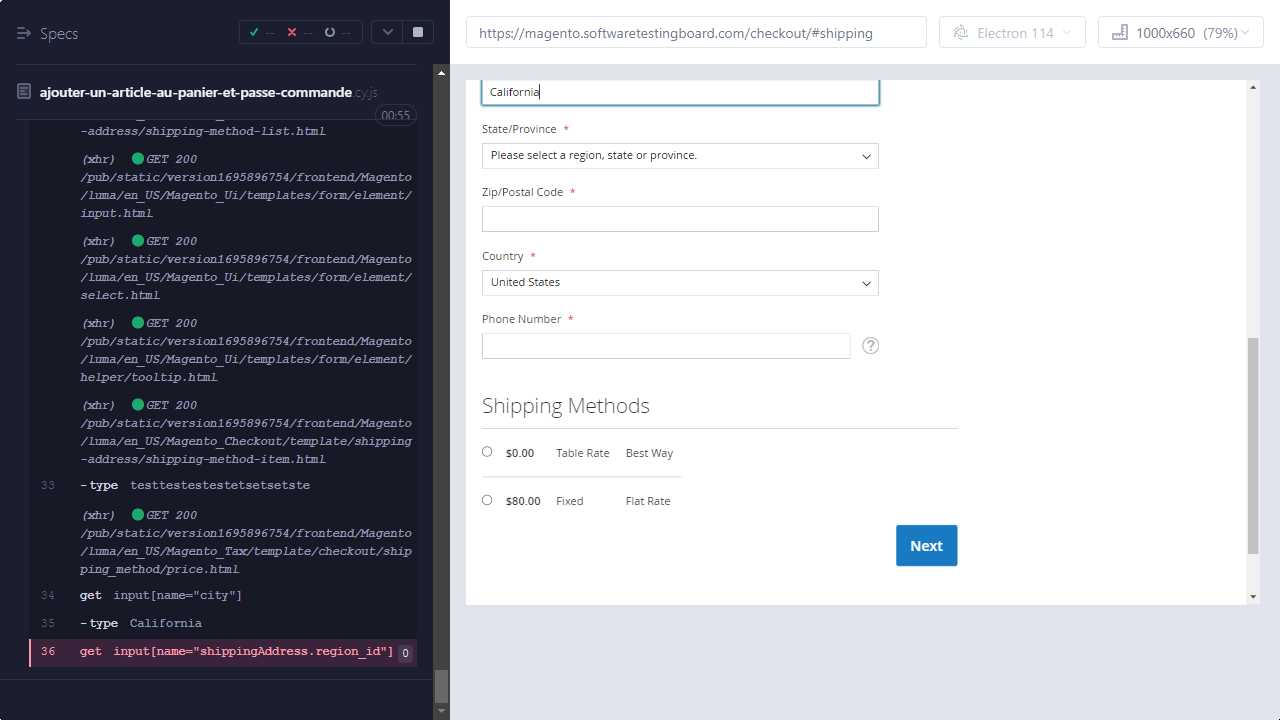 Specs
-- -- --
https://magento.softwaretestingboard.com/checkout/#shipping
Electron 114
1000x660 (79%)
ajouter-un-article-au-panier-et-passe-commande.cy.js
00:55
-address/shipping-method-list.html
(xhr) GET 200
/pub/static/version1695896754/frontend/Magento
/luma/en_US/Magento_Ui/templates/form/element/
input.html
(xhr) GET 200
/pub/static/version1695896754/frontend/Magento
/luma/en_US/Magento_Ui/templates/form/element/
select.html
(xhr) GET 200
/pub/static/version1695896754/frontend/Magento
/luma/en_US/Magento_Ui/templates/form/element/
helper/tooltip.html
(xhr) GET 200
/pub/static/version1695896754/frontend/Magento
/luma/en_US/Magento_Checkout/template/shipping
-address/shipping-method-item.html
33 -type testtestestestetsetsetste
(xhr) GET 200
/pub/static/version1695896754/frontend/Magento
/luma/en_US/Magento_Tax/template/checkout/ship
ping_method/price.html
34 get input[name="city"]
35 -type California
36 get input[name="shippingAddress.region_id"] 0
California
State/Province *
Please select a region, state or province.
Zip/Postal Code *
Country *
United States
Phone Number *
?
Shipping Methods
$0.00 Table Rate Best Way
$80.00 Fixed Flat Rate
Next